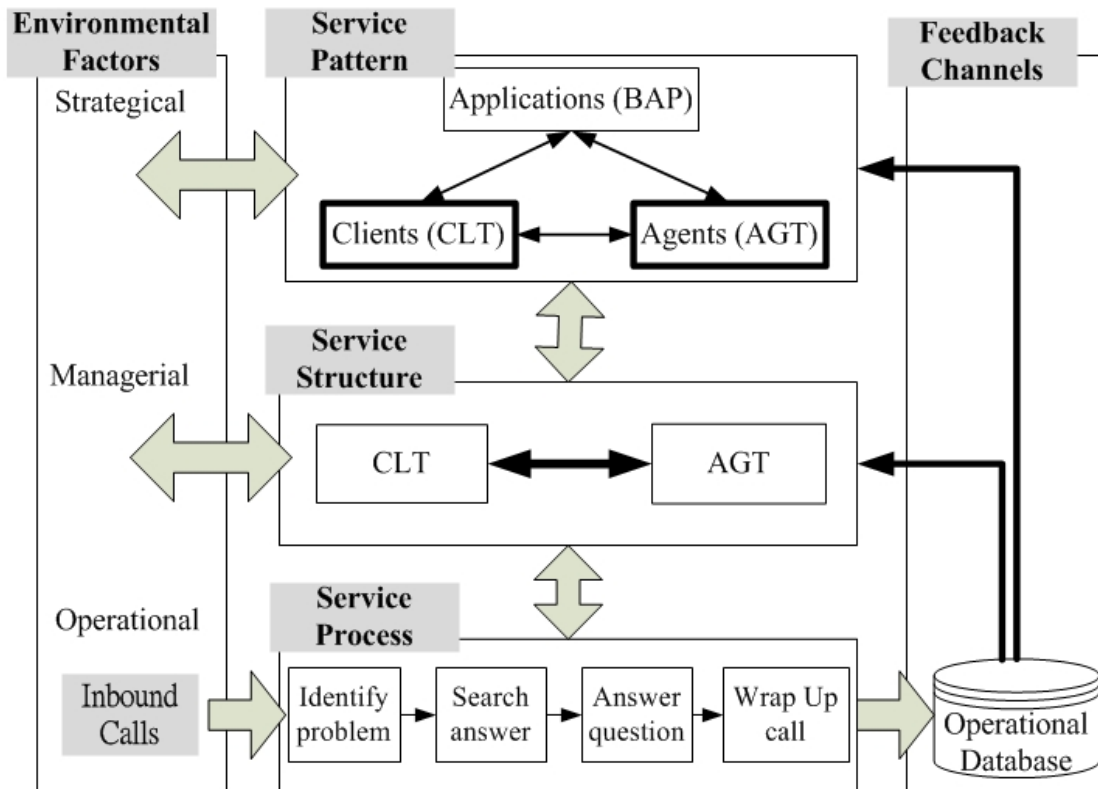 Environmental
Factors
Service
Pattern
Feedback
Channels
Strategical
Applications (BAP)
Clients (CLT)
Agents (AGT)
Managerial
Service
Structure
CLT
AGT
Operational
Service
Process
Inbound
Calls
Identify
problem
Search
answer
Answer
question
Wrap Up
call
Operational
Database